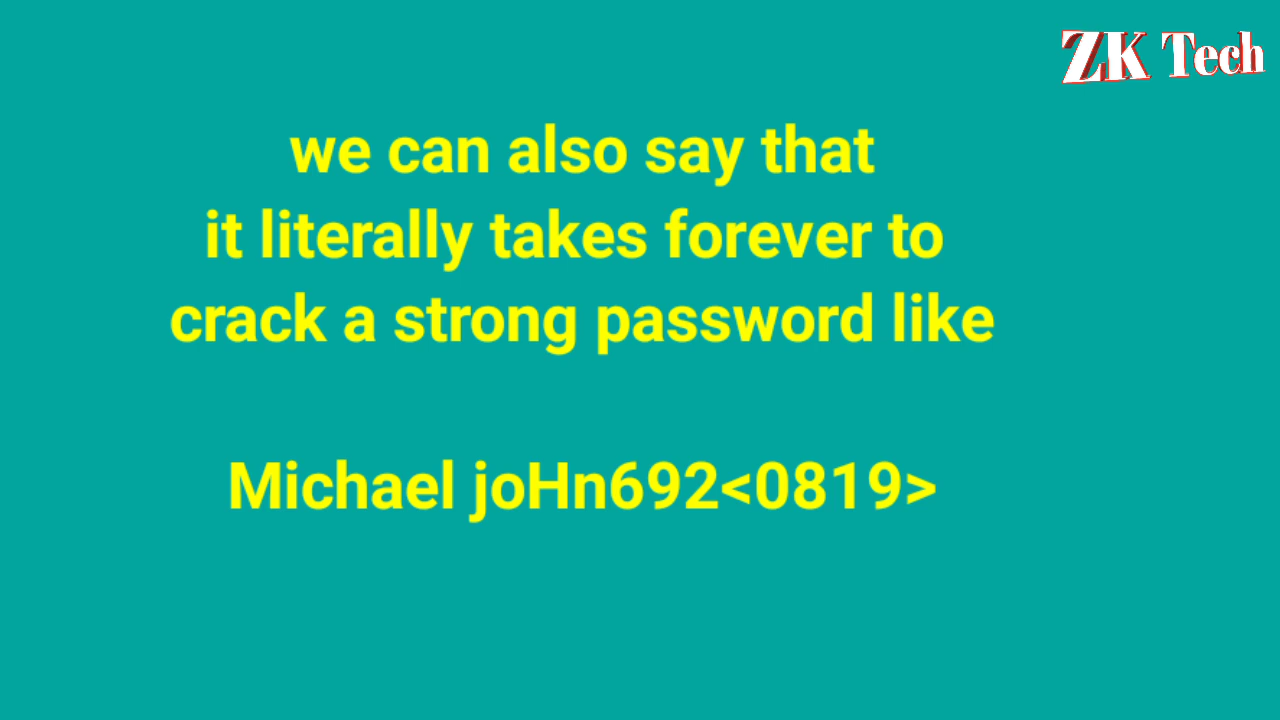 ZK Tech
we can also say that
it literally takes forever to
crack a strong password like
Michael joHn692<0819>